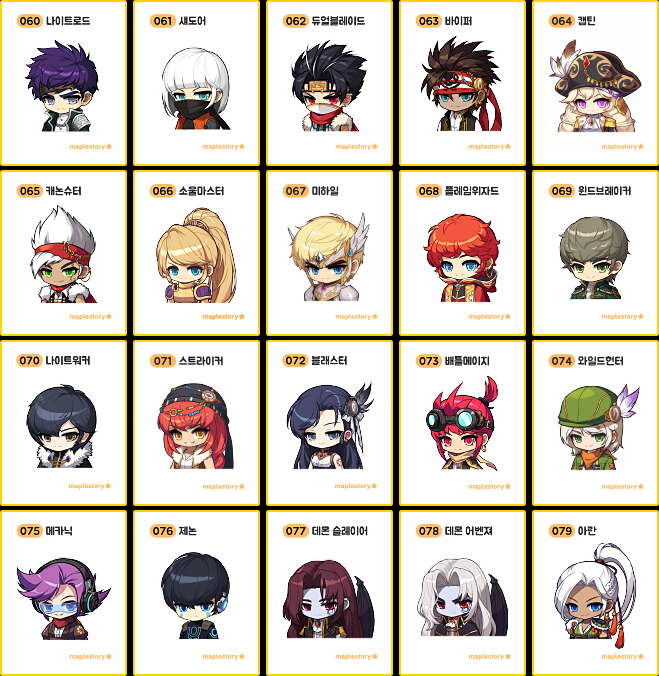 060 나이트로드
061 섀도어
062 듀얼블레이드
063 바이퍼
064 캡틴
maplestory
maplestory
maplestory
maplestory
maplestory
065 캐논슈터
066 소울마스터
067 미하일
068 플레임위자드
069 윈드브레이커
maplestory
maplestory
maplestory
maplestory
maplestory
070 나이트워커
071 스트라이커
072 블래스터
073 배틀메이지
074 와일드헌터
maplestory
maplestory
maplestory
maplestory
maplestory
075 메카닉
076 제논
077 데몬 슬레이어
078 데몬 어벤져
079 아란
maplestory
maplestory
maplestory
maplestory
maplestory